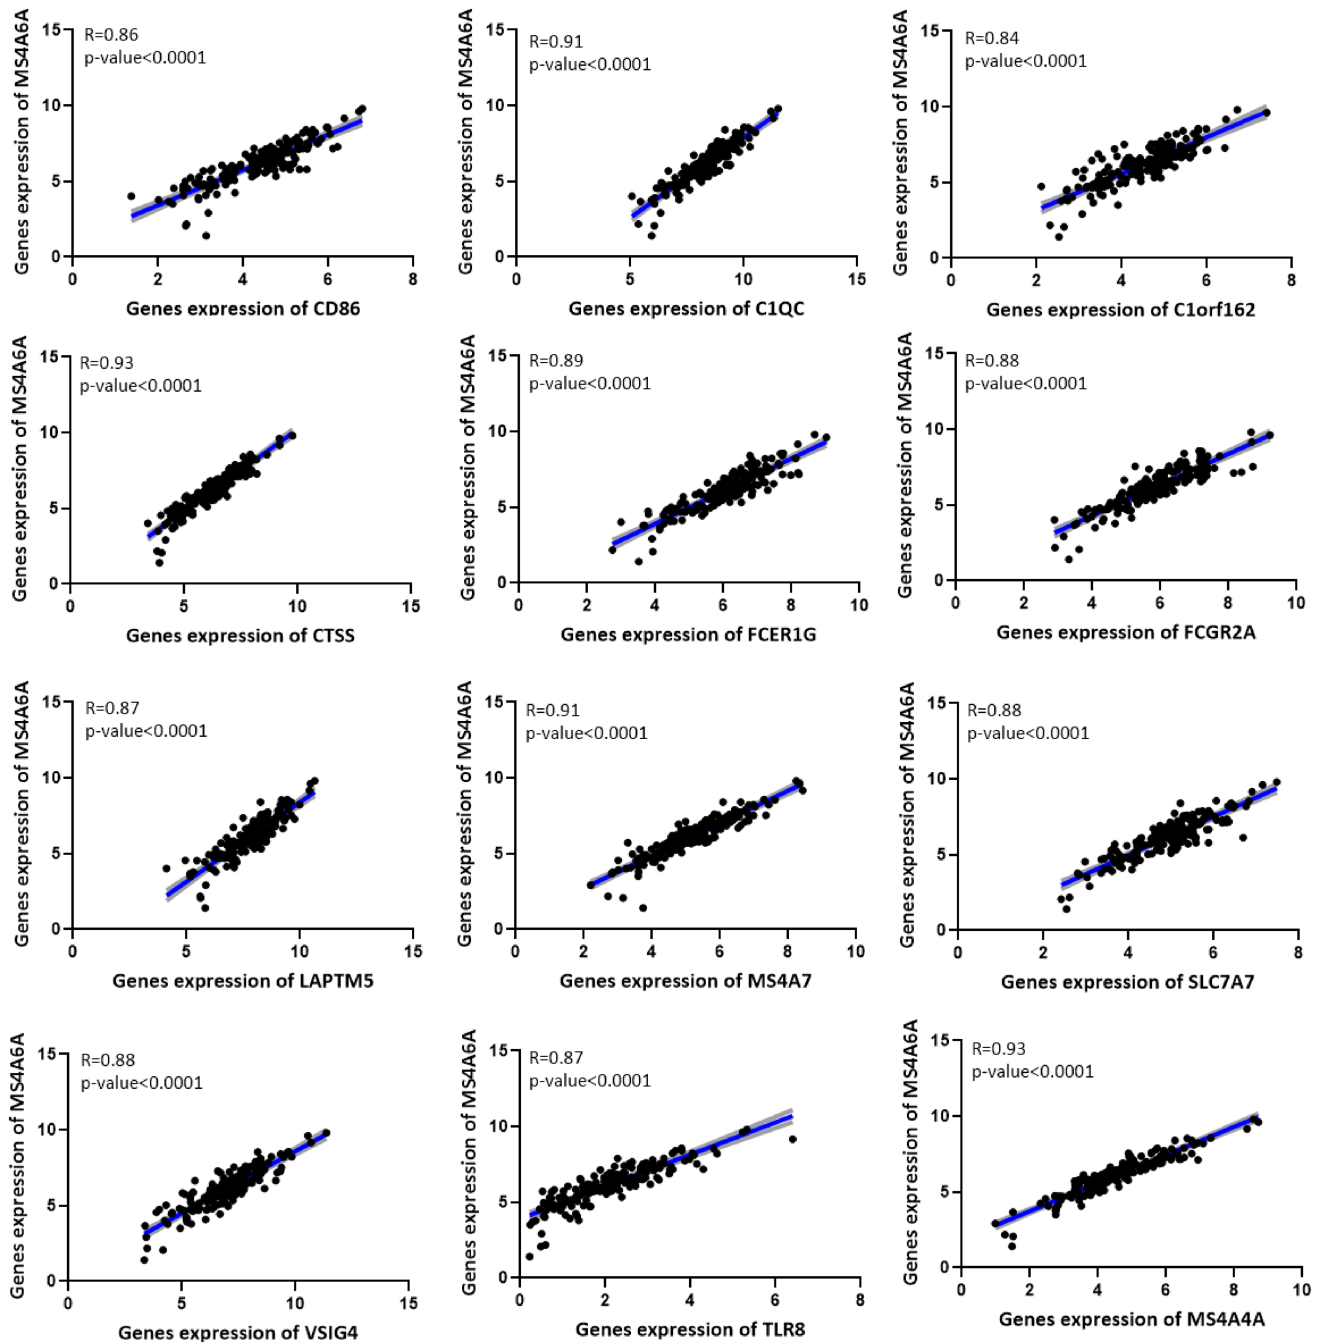 Genes expression of MS4A6A
R=0.86
p-value<0.0001
15
10
5
0
0 2 4 6 8
Genes expression of CD86
Genes expression of MS4A6A
R=0.91
p-value<0.0001
15
10
5
0
0 5 10 15
Genes expression of C1QC
Genes expression of MS4A6A
R=0.84
p-value<0.0001
15
10
5
0
0 2 4 6 8
Genes expression of C1orf162
Genes expression of MS4A6A
R=0.93
p-value<0.0001
15
10
5
0
0 5 10 15
Genes expression of CTSS
Genes expression of MS4A6A
R=0.89
p-value<0.0001
15
10
5
0
0 2 4 6 8 10
Genes expression of FCER1G
Genes expression of MS4A6A
R=0.88
p-value<0.0001
15
10
5
0
0 2 4 6 8 10
Genes expression of FCGR2A
Genes expression of MS4A6A
R=0.87
p-value<0.0001
15
10
5
0
0 5 10 15
Genes expression of LAPTM5
Genes expression of MS4A6A
R=0.91
p-value<0.0001
15
10
5
0
0 2 4 6 8 10
Genes expression of MS4A7
Genes expression of MS4A6A
R=0.88
p-value<0.0001
15
10
5
0
0 2 4 6 8
Genes expression of SLC7A7
Genes expression of MS4A6A
R=0.88
p-value<0.0001
15
10
5
0
0 5 10 15
Genes expression of VSIG4
Genes expression of MS4A6A
R=0.87
p-value<0.0001
15
10
5
0
0 2 4 6 8
Genes expression of TLR8
Genes expression of MS4A6A
R=0.93
p-value<0.0001
15
10
5
0
0 2 4 6 8 10
Genes expression of MS4A4A